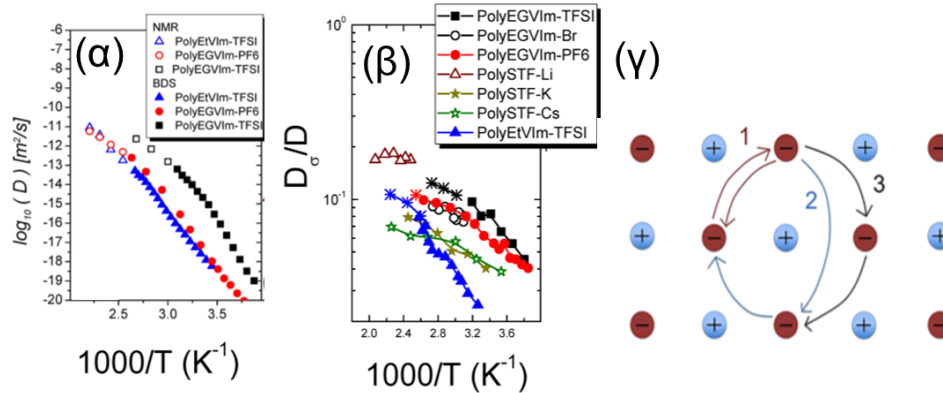 (α)
-6
-7
-8
-9
-10
-11
-12
-13
-14
-15
-16
-17
-18
-19
-20
log₁₀ ( D ) [m²/s]
NMR
PolyEtVIm-TFSI
PolyEGVIm-PF6
PolyEGVIm-TFSI
BDS
PolyEtVIm-TFSI
PolyEGVIm-PF6
PolyEGVIm-TFSI
2.5 3.0 3.5
1000/T (K⁻¹)
(β)
10⁰
10⁻¹
Dσ/D
PolyEGVIm-TFSI
PolyEGVIm-Br
PolyEGVIm-PF6
PolySTF-Li
PolySTF-K
PolySTF-Cs
PolyEtVIm-TFSI
2.0 2.4 2.8 3.2 3.6
1000/T (K⁻¹)
(γ)
− + − + −
1 2 3
+ − + − +
− + − + −